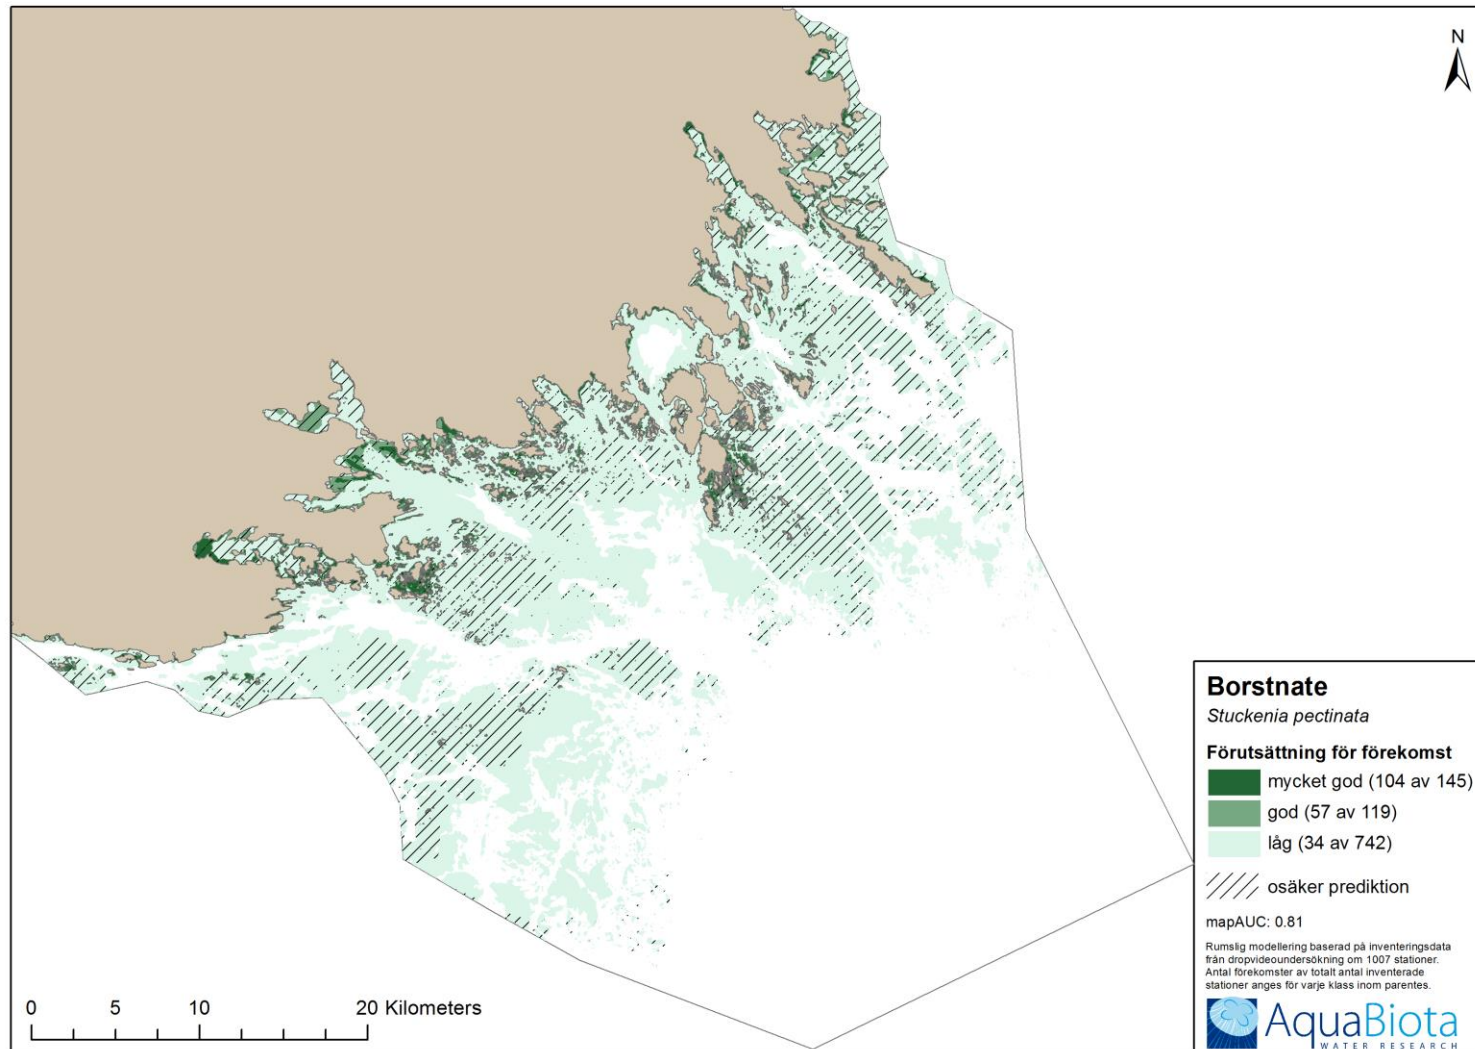 N
Borstnate
Stuckenia pectinata
Förutsättning för förekomst
mycket god (104 av 145)
god (57 av 119)
låg (34 av 742)
osäker prediktion
mapAUC: 0.81
Rumslig modellering baserad på inventeringsdata
från dropvideoundersökning om 1007 stationer.
Antal förekomster av totalt antal inventerade
stationer anges för varje klass inom parentes.
AquaBiota
WATER RESEARCH
0 5 10 20 Kilometers